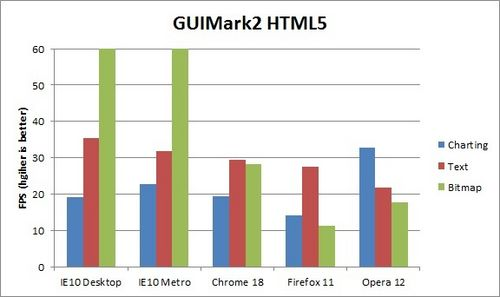 GUIMark2 HTML5
FPS (hgiher is better)
60
50
40
30
20
10
0
IE10 Desktop
IE10 Metro
Chrome 18
Firefox 11
Opera 12
Charting
Text
Bitmap